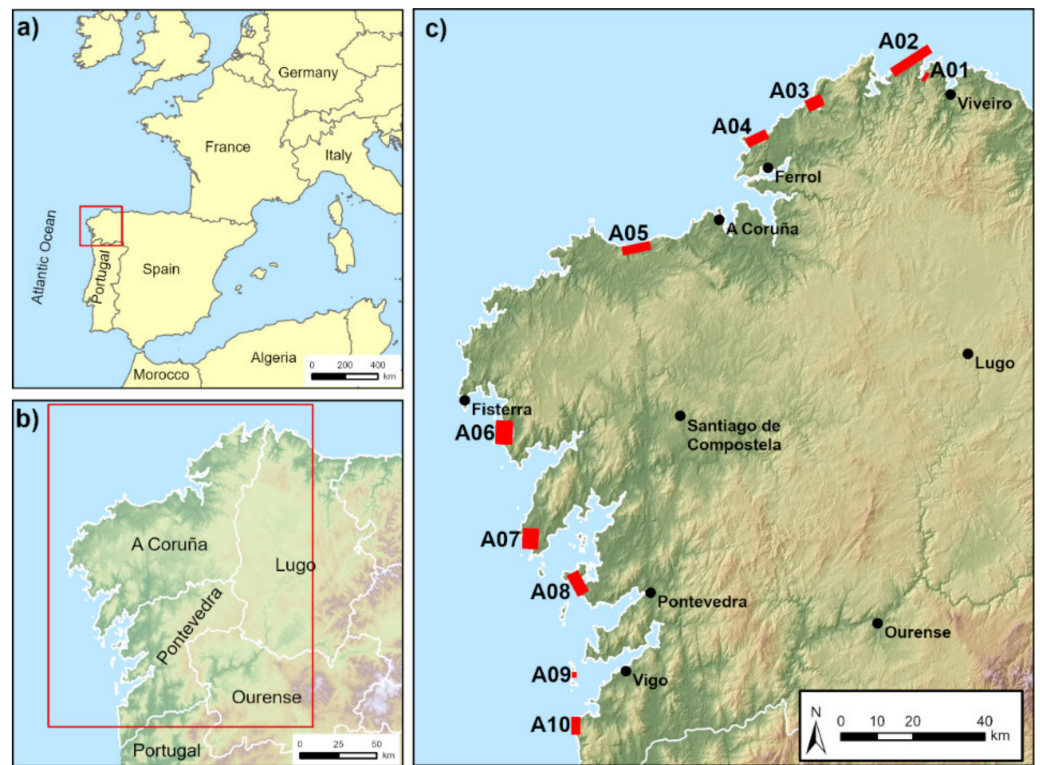 a)
Germany
France
Italy
Atlantic Ocean
Portugal
Spain
Algeria
Morocco
0 200 400
km
b)
A Coruña
Lugo
Pontevedra
Ourense
Portugal
0 25 50
km
c)
A02
A01
Viveiro
A03
A04
Ferrol
A Coruña
A05
Lugo
Fisterra
A06
Santiago de
Compostela
A07
A08
Pontevedra
Ourense
A09
Vigo
A10
N
0 10 20 40
km